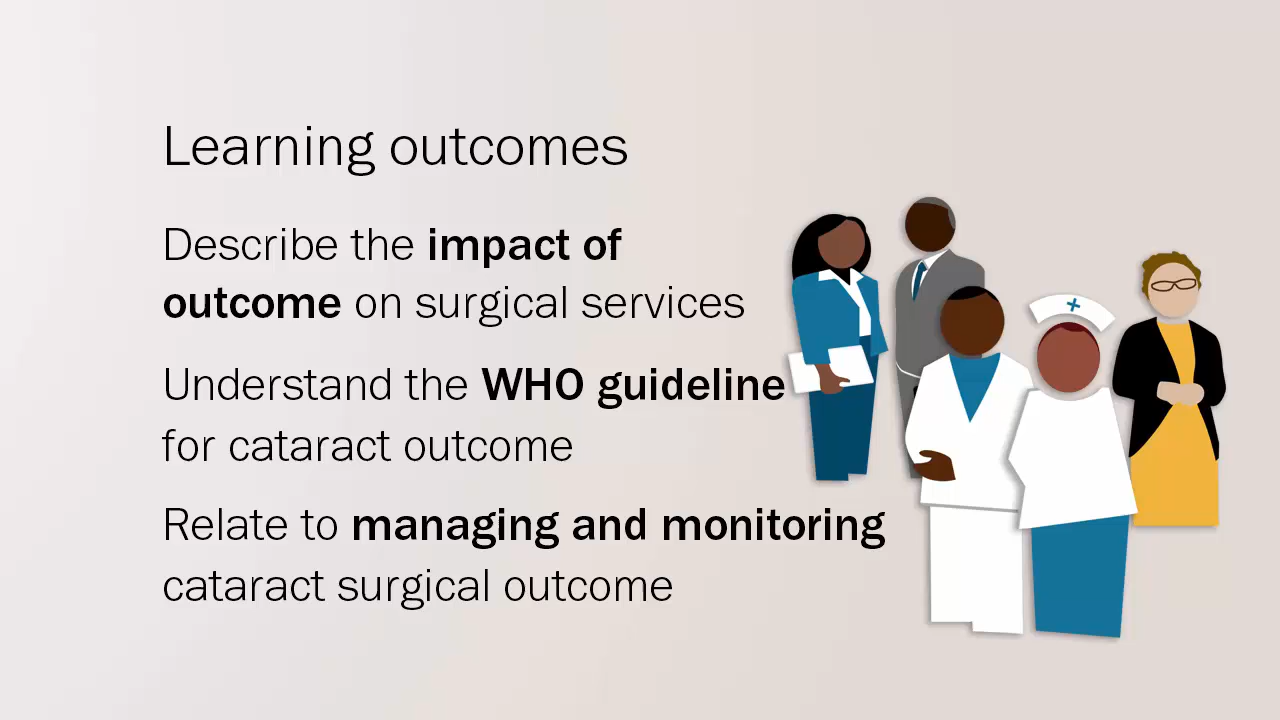 Learning outcomes
Describe the impact of
outcome on surgical services
Understand the WHO guideline
for cataract outcome
Relate to managing and monitoring
cataract surgical outcome